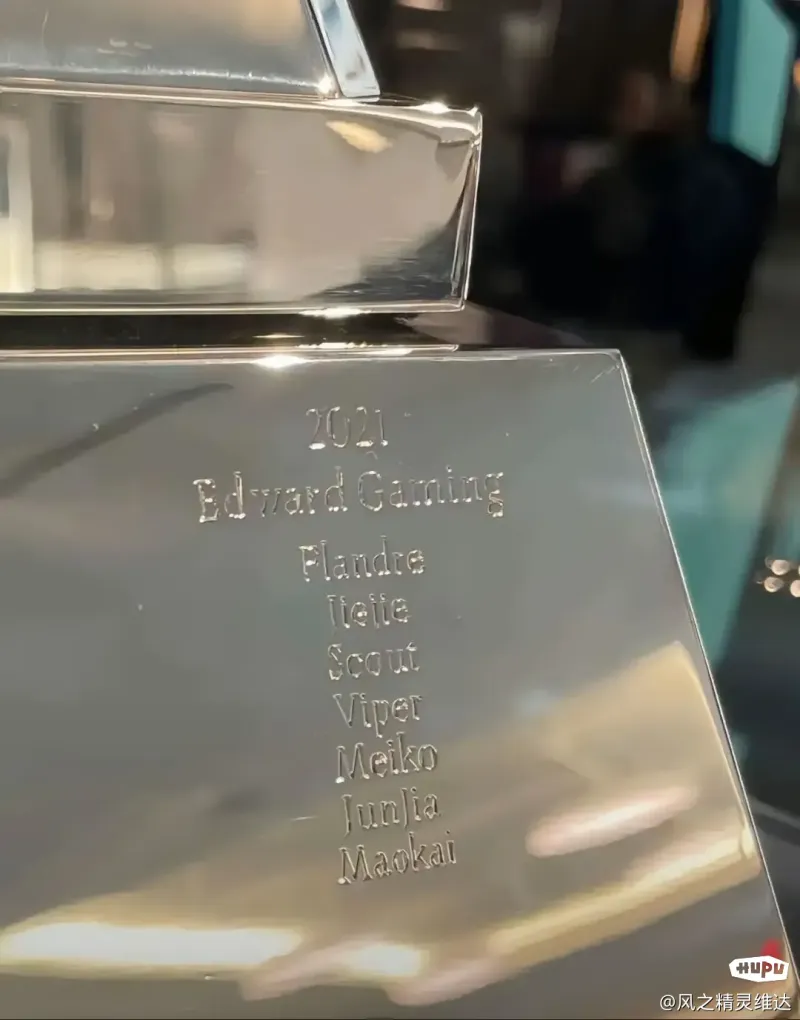 2021
Edward Gaming
Flandre
Jiejie
Scout
Viper
Meiko
JunJia
Maokai
HUPU
@风之精灵维达